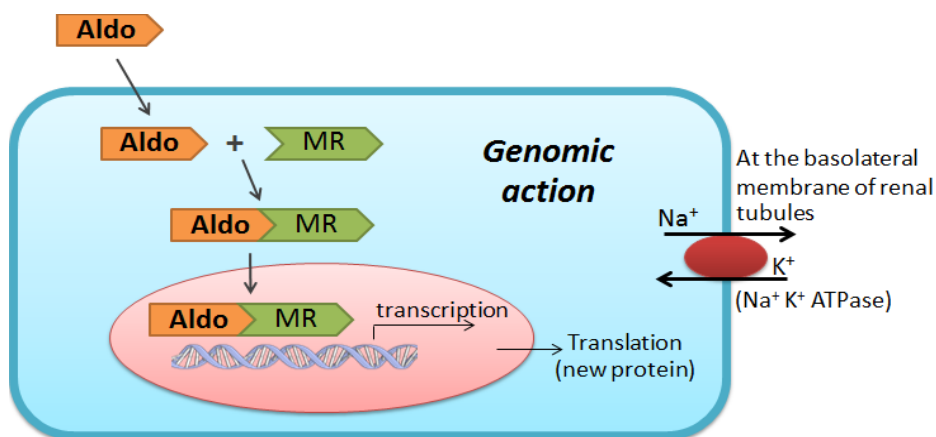 Aldo
Aldo + MR
Genomic
action
Aldo MR
Aldo MR
transcription
Translation
(new protein)
At the basolateral
membrane of renal
tubules
Na⁺
K⁺
(Na⁺ K⁺ ATPase)